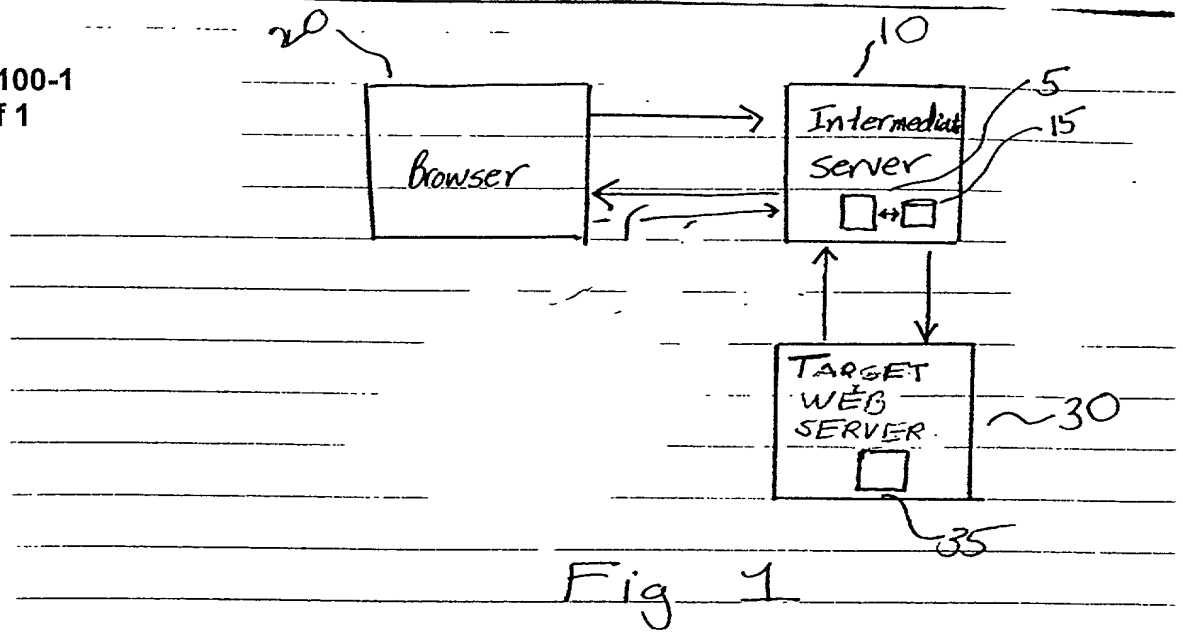 20
10
100-1
f 1
5
15
Browser
Intermediat
server
TARGET
WEB
SERVER
30
35
Fig 1